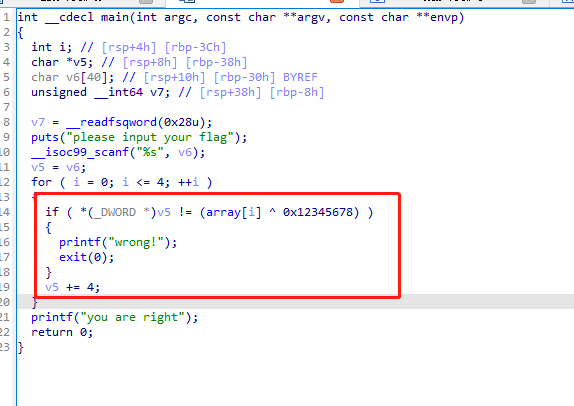 1 int __cdecl main(int argc, const char **argv, const char **envp)
2 {
3 int i; // [rsp+4h] [rbp-3Ch]
4 char *v5; // [rsp+8h] [rbp-38h]
5 char v6[40]; // [rsp+10h] [rbp-30h] BYREF
6 unsigned __int64 v7; // [rsp+38h] [rbp-8h]
7
8 v7 = __readfsqword(0x28u);
9 puts("please input your flag");
10 __isoc99_scanf("%s", v6);
11 v5 = v6;
12 for ( i = 0; i <= 4; ++i )
13 {
14 if ( *(_DWORD *)v5 != (array[i] ^ 0x12345678) )
15 {
16 printf("wrong!");
17 exit(0);
18 }
19 v5 += 4;
20 }
21 printf("you are right");
22 return 0;
23 }